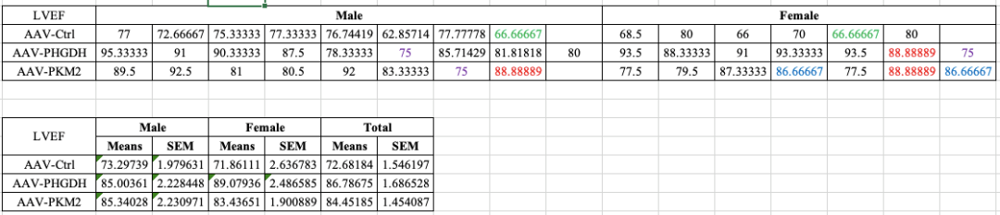 LVEF Male Female
AAV-Ctrl 77 72.66667 75.33333 77.33333 76.74419 62.85714 77.77778 66.66667 68.5 80 66 70 66.66667 80
AAV-PHGDH 95.33333 91 90.33333 87.5 78.33333 75 85.71429 81.81818 80 93.5 88.33333 91 93.33333 93.5 88.88889 75
AAV-PKM2 89.5 92.5 81 80.5 92 83.33333 75 88.88889 77.5 79.5 87.33333 86.66667 77.5 88.88889 86.66667
LVEF Male Female Total
Means SEM Means SEM Means SEM
AAV-Ctrl 73.29739 1.979631 71.86111 2.636783 72.68184 1.546197
AAV-PHGDH 85.00361 2.228448 89.07936 2.486585 86.78675 1.686528
AAV-PKM2 85.34028 2.230971 83.43651 1.900889 84.45185 1.454087